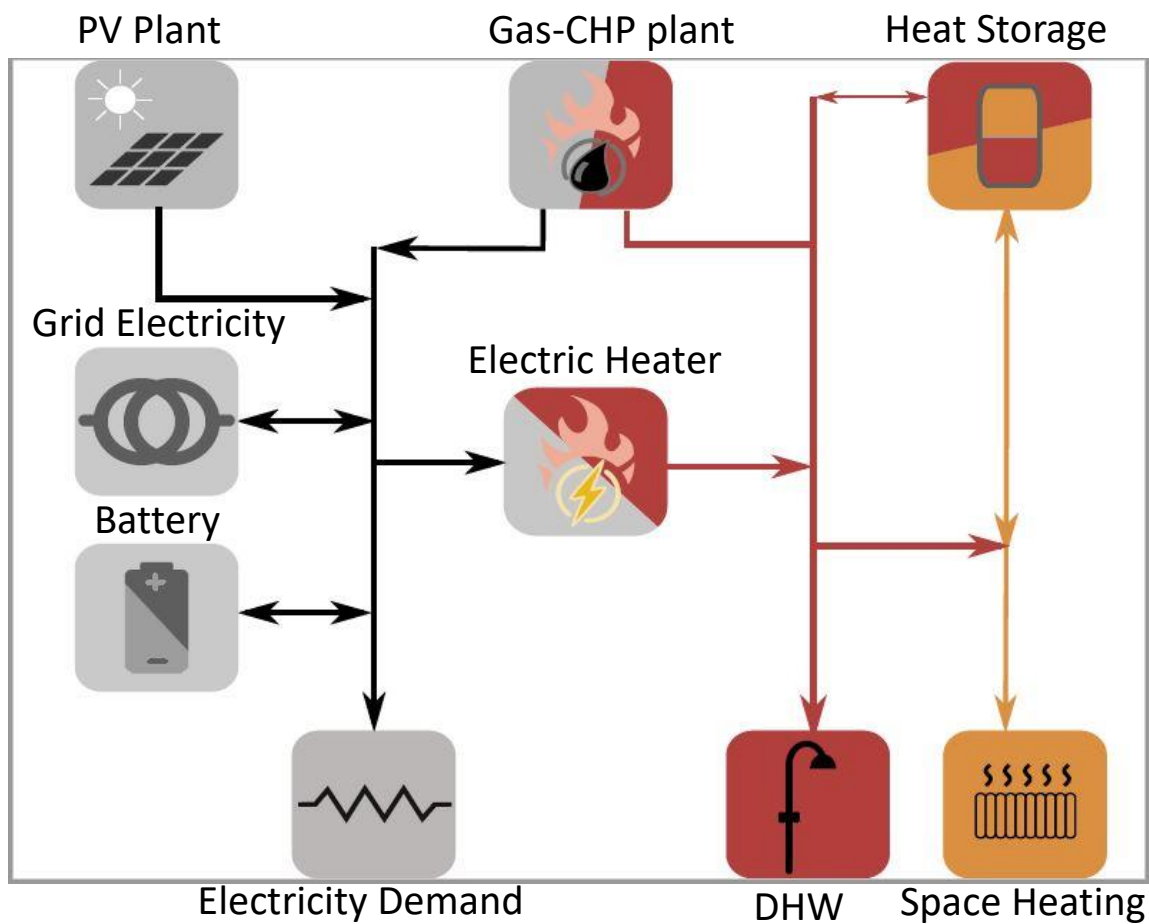 PV Plant
Gas-CHP plant
Heat Storage
Grid Electricity
Electric Heater
Battery
Electricity Demand
DHW
Space Heating